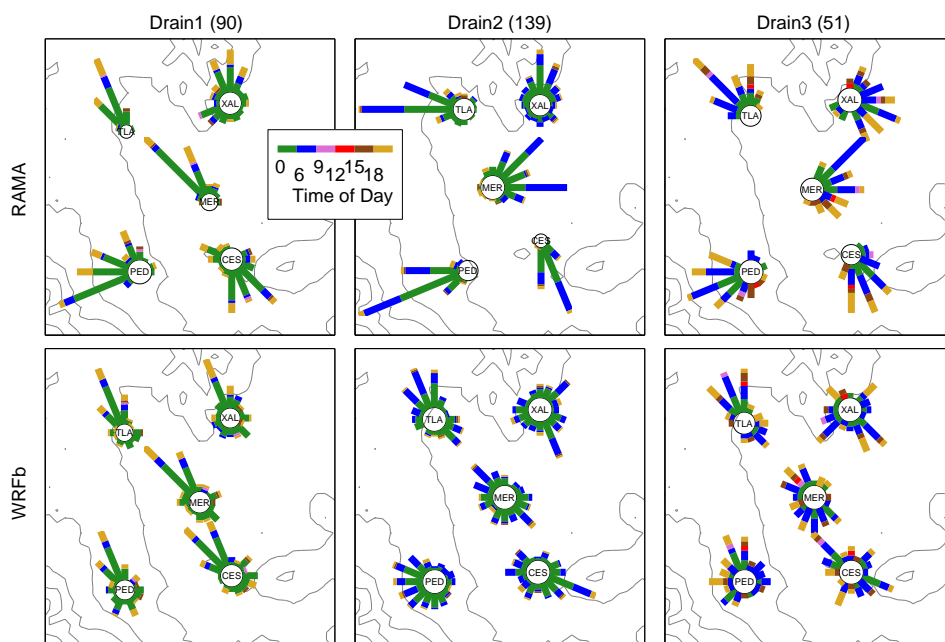 Drain1 (90) Drain2 (139) Drain3 (51)
RAMA
TLA XAL MER PED CES
TLA XAL MER CES PED
TLA XAL MER CES PED
0 6 9 12 15 18
Time of Day
WRFb
TLA XAL MER PED CES
TLA XAL MER PED CES
TLA XAL MER PED CES